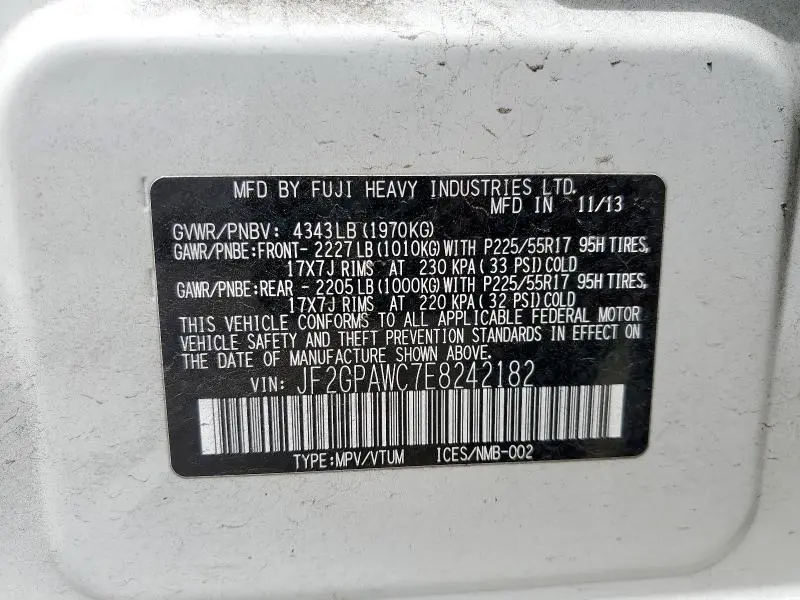 MFD BY FUJI HEAVY INDUSTRIES LTD.
MFD IN 11/13
GVWR/PNBV: 4343LB(1970KG)
GAWR/PNBE:FRONT- 2227LB(1010KG)WITH P225/55R17 95H TIRES,
17X7J RIMS AT 230 KPA(33 PSI)COLD
GAWR/PNBE:REAR - 2205LB(1000KG)WITH P225/55R17 95H TIRES,
17X7J RIMS AT 220 KPA(32 PSI)COLD
THIS VEHICLE CONFORMS TO ALL APPLICABLE FEDERAL MOTOR
VEHICLE SAFETY AND THEFT PREVENTION STANDARDS IN EFFECT ON
THE DATE OF MANUFACTURE SHOWN ABOVE.
VIN: JF2GPAWC7E8242182
TYPE:MPV/VTUM ICES/NMB-002